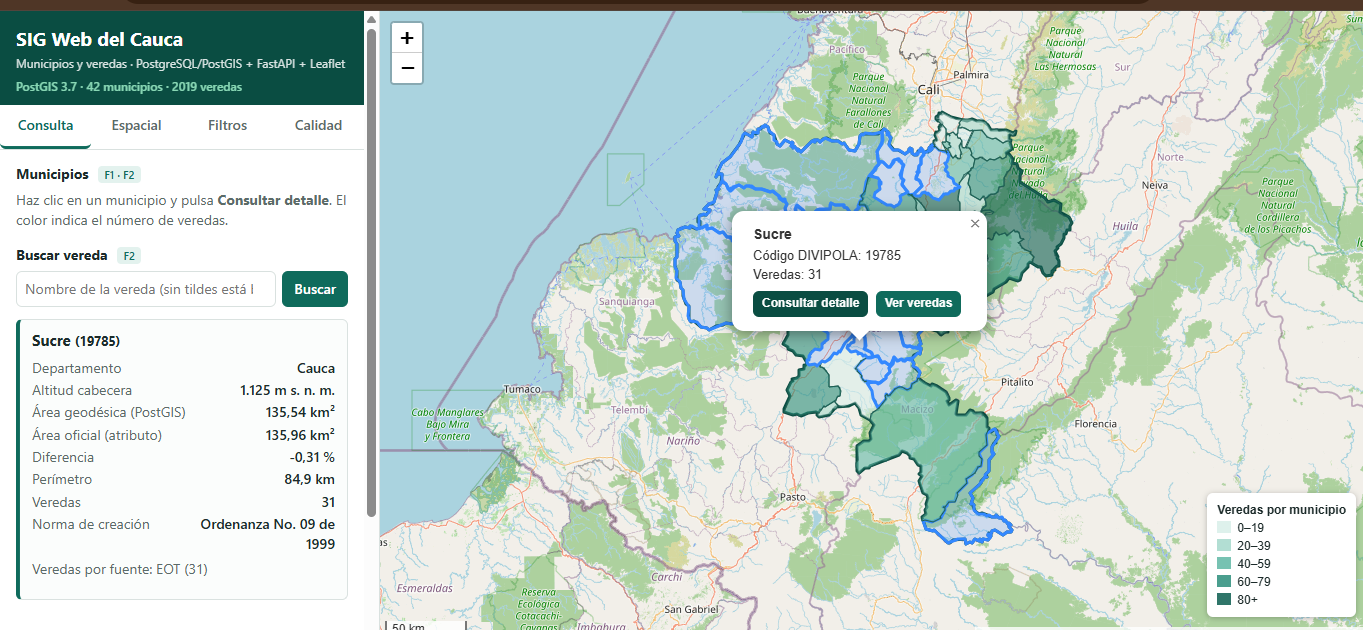 SIG Web del Cauca
Municipios y veredas · PostgreSQL/PostGIS + FastAPI + Leaflet
PostGIS 3.7 · 42 municipios · 2019 veredas
Consulta
Espacial
Filtros
Calidad
Municipios
F1 · F2
Haz clic en un municipio y pulsa Consultar detalle. El
color indica el número de veredas.
Buscar vereda
F2
Nombre de la vereda (sin tildes está l
Buscar
Sucre (19785)
Departamento Cauca
Altitud cabecera 1.125 m s. n. m.
Área geodésica (PostGIS) 135,54 km²
Área oficial (atributo) 135,96 km²
Diferencia -0,31 %
Perímetro 84,9 km
Veredas 31
Norma de creación Ordenanza No. 09 de
1999
Veredas por fuente: EOT (31)
+
−
Buenaventura
Pacífico
Parque
Nacional
Natural
Farallones
de Cali
Cali
Palmira
Parque
Nacional
Natural
Las Hermosas
Sur
Norte
Neiva
Huila
Parque
Nacional
Natural
Cordillera
de los Picachos
Sanquianga
Tumaco
Cabo Manglares
Bajo Mira
y Frontera
Telembí
Nariño
Macizo
Pitalito
Florencia
Pasto
Carchi
Esmeraldas
Reserva
Ecológica
Cotacachi-
Cayapas
Imbabura
San Gabriel
50 km
Sucre
×
Código DIVIPOLA: 19785
Veredas: 31
Consultar detalle
Ver veredas
Veredas por municipio
0–19
20–39
40–59
60–79
80+